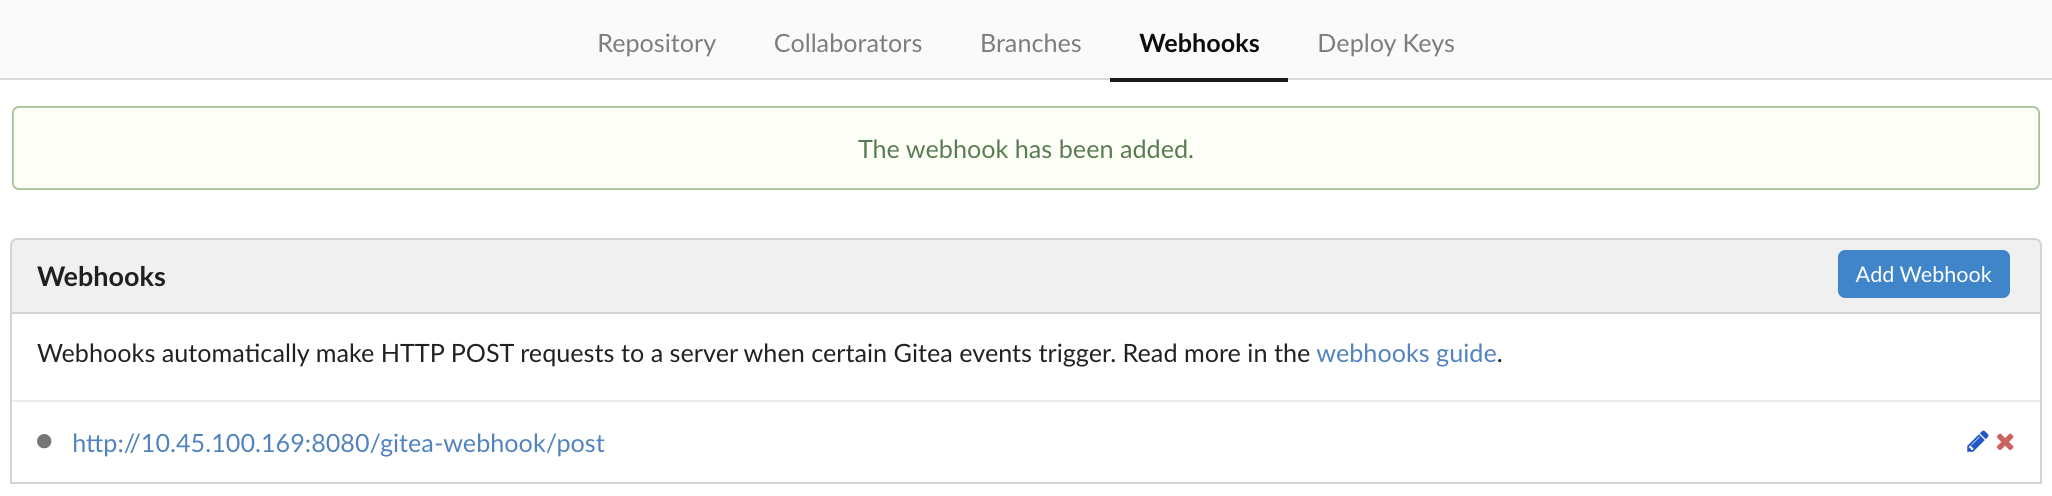 Repository Collaborators Branches Webhooks Deploy Keys
The webhook has been added.
Webhooks Add Webhook
Webhooks automatically make HTTP POST requests to a server when certain Gitea events trigger. Read more in the webhooks guide.
http://10.45.100.169:8080/gitea-webhook/post